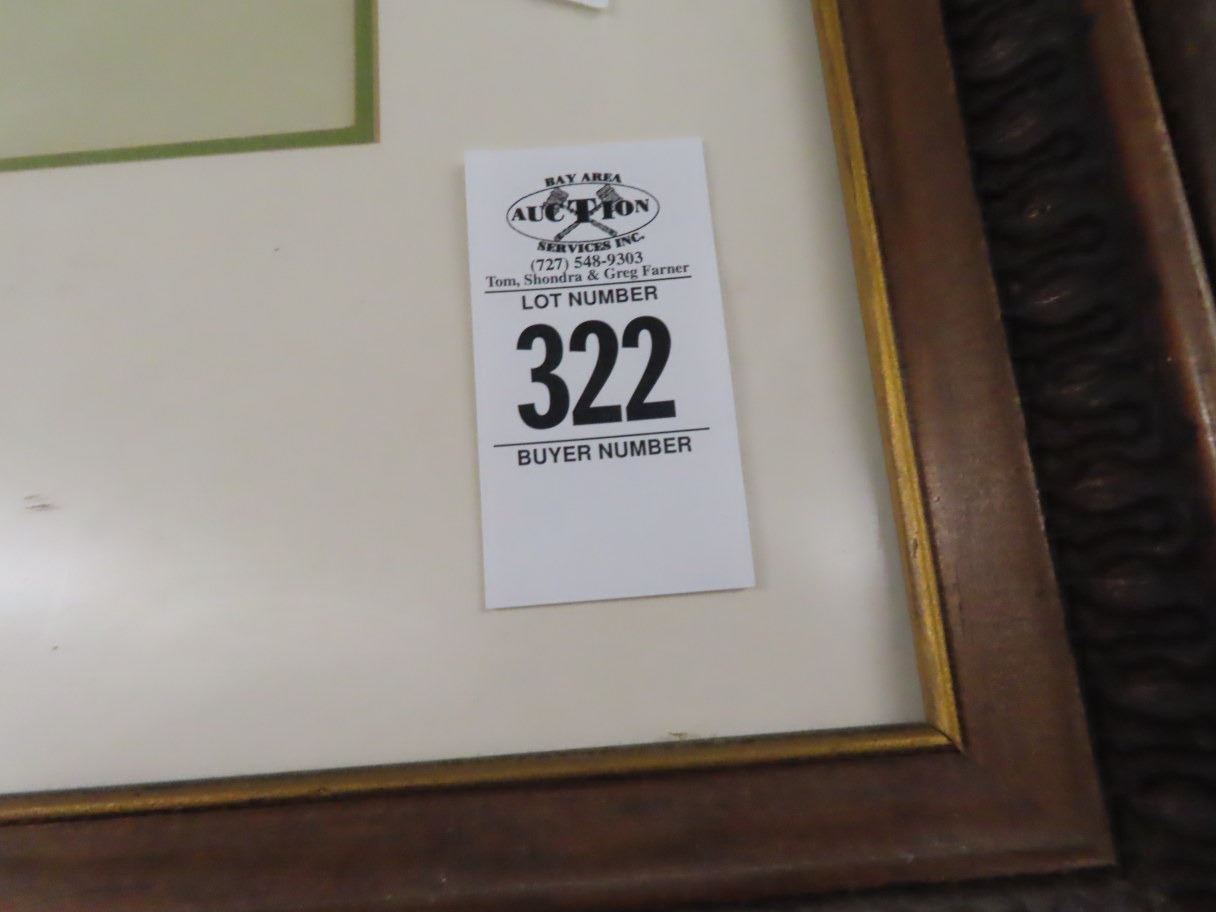 BAY AREA
AUCTION
SERVICES INC.
(727) 548-9303
Tom, Shondra & Greg Farner
LOT NUMBER
322
BUYER NUMBER